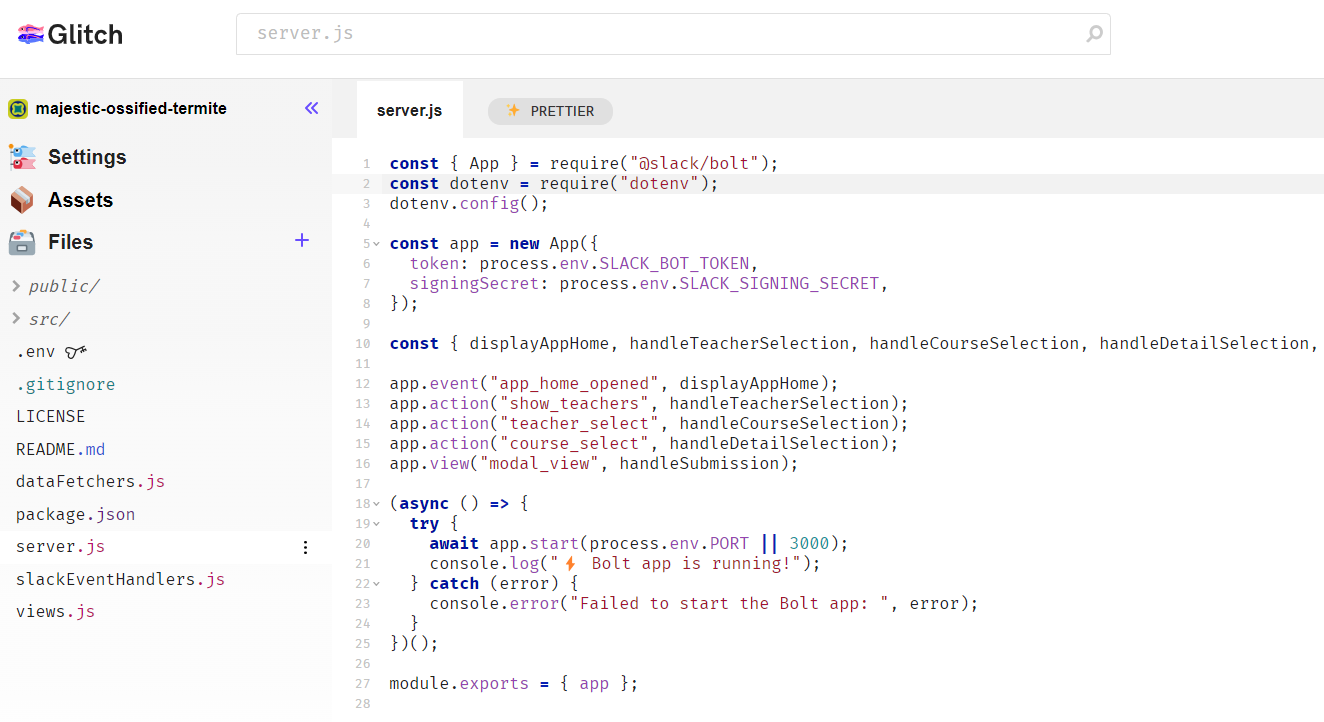 Glitch
server.js
majestic-ossified-termite
Settings
Assets
Files
public/
src/
.env
.gitignore
LICENSE
README.md
dataFetchers.js
package.json
server.js
slackEventHandlers.js
views.js
server.js
✨ PRETTIER
1 const { App } = require("@slack/bolt");
2 const dotenv = require("dotenv");
3 dotenv.config();
4
5 const app = new App({
6   token: process.env.SLACK_BOT_TOKEN,
7   signingSecret: process.env.SLACK_SIGNING_SECRET,
8 });
9
10 const { displayAppHome, handleTeacherSelection, handleCourseSelection, handleDetailSelection,
11
12 app.event("app_home_opened", displayAppHome);
13 app.action("show_teachers", handleTeacherSelection);
14 app.action("teacher_select", handleCourseSelection);
15 app.action("course_select", handleDetailSelection);
16 app.view("modal_view", handleSubmission);
17
18 (async () => {
19   try {
20     await app.start(process.env.PORT || 3000);
21     console.log("⚡ Bolt app is running!");
22   } catch (error) {
23     console.error("Failed to start the Bolt app: ", error);
24   }
25 })();
26
27 module.exports = { app };
28